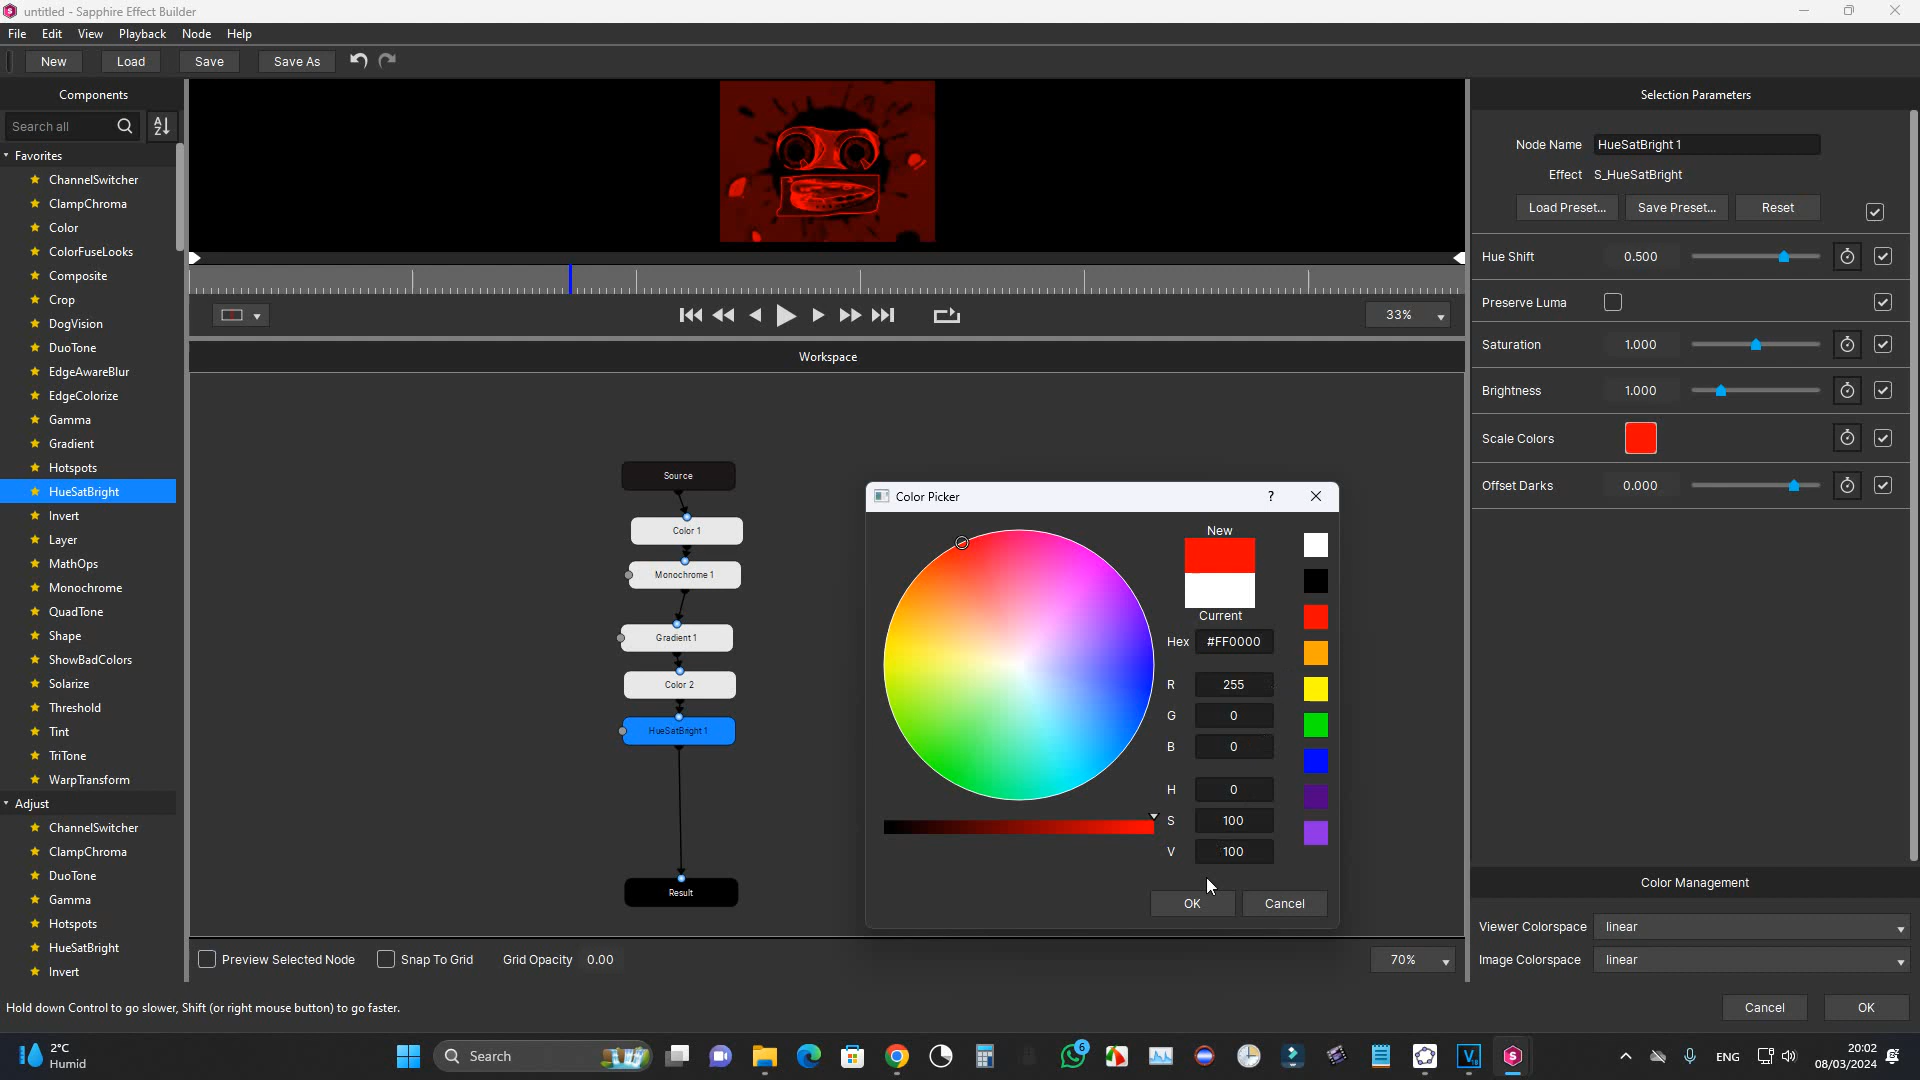 untitled - Sapphire Effect Builder
File Edit View Playback Node Help
New Load Save Save As
Components
Search all
Favorites
ChannelSwitcher
ClampChroma
Color
ColorFuseLooks
Composite
Crop
DogVision
DuoTone
EdgeAwareBlur
EdgeColorize
Gamma
Gradient
Hotspots
HueSatBright
Invert
Layer
MathOps
Monochrome
QuadTone
Shape
ShowBadColors
Solarize
Threshold
Tint
TriTone
WarpTransform
Adjust
ChannelSwitcher
ClampChroma
DuoTone
Gamma
Hotspots
HueSatBright
Invert
33%
Workspace
Source
Color 1
Monochrome 1
Gradient 1
Color 2
HueSatBright 1
Result
Color Picker ?
New
Current
Hex #FF0000
R 255
G 0
B 0
H 0
S 100
V 100
OK Cancel
Preview Selected Node Snap To Grid Grid Opacity 0.00 70%
Selection Parameters
Node Name HueSatBright 1
Effect S_HueSatBright
Load Preset... Save Preset... Reset
Hue Shift 0.500
Preserve Luma
Saturation 1.000
Brightness 1.000
Scale Colors
Offset Darks 0.000
Color Management
Viewer Colorspace linear
Image Colorspace linear
Hold down Control to go slower, Shift (or right mouse button) to go faster.
Cancel OK
2°C
Humid
Search
6
ENG
20:02
08/03/2024